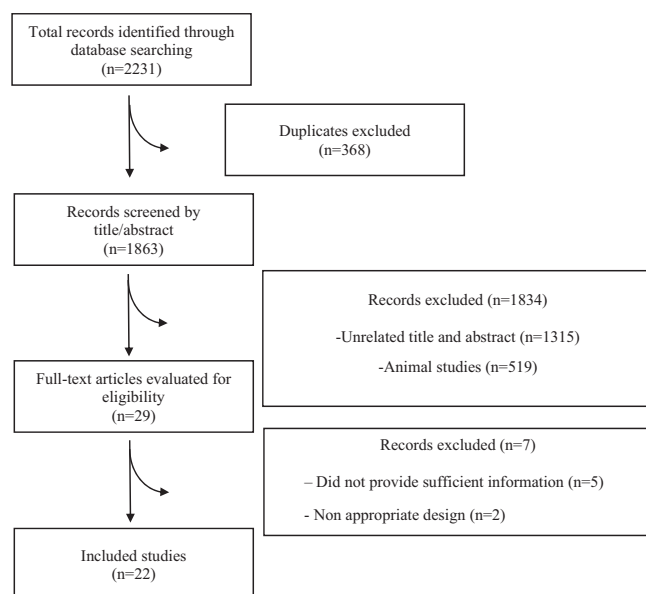 Total records identified through
database searching
(n=2231)
Duplicates excluded
(n=368)
Records screened by
title/abstract
(n=1863)
Records excluded (n=1834)
-Unrelated title and abstract (n=1315)
-Animal studies (n=519)
Full-text articles evaluated for
eligibility
(n=29)
Records excluded (n=7)
– Did not provide sufficient information (n=5)
- Non appropriate design (n=2)
Included studies
(n=22)